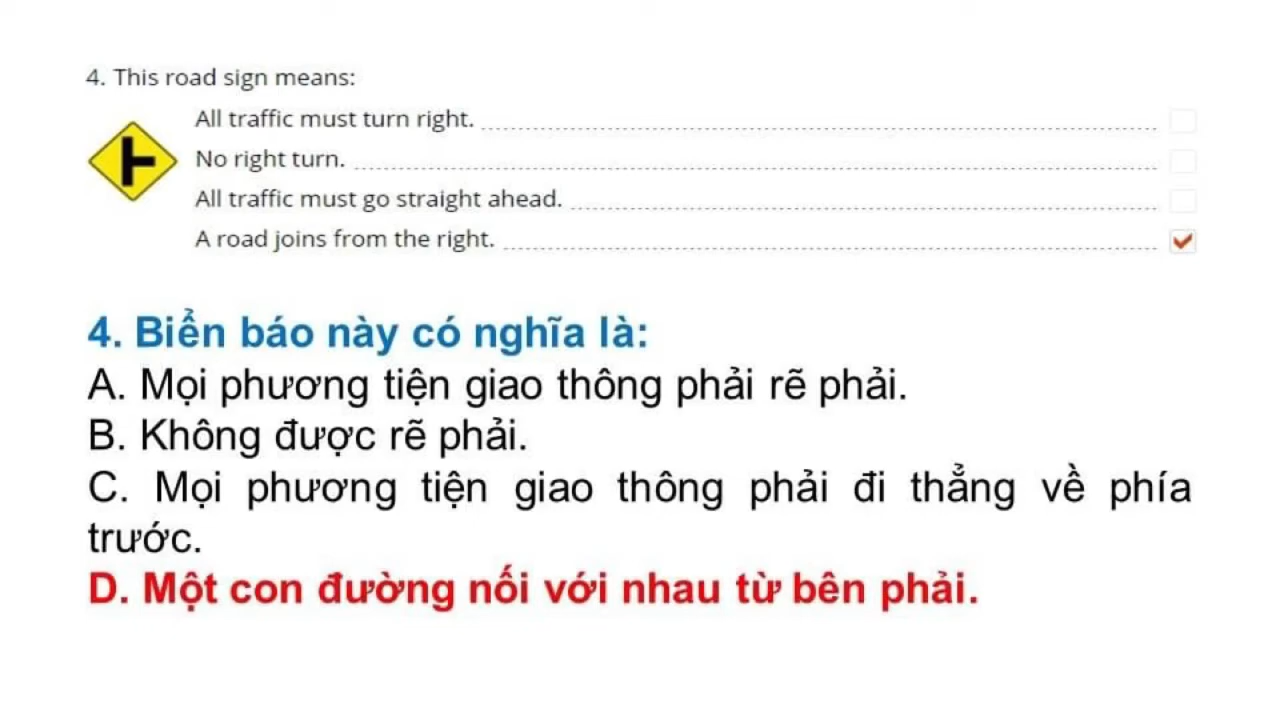 4. This road sign means:
All traffic must turn right.
No right turn.
All traffic must go straight ahead.
A road joins from the right.
4. Biển báo này có nghĩa là:
A. Mọi phương tiện giao thông phải rẽ phải.
B. Không được rẽ phải.
C. Mọi phương tiện giao thông phải đi thẳng về phía
trước.
D. Một con đường nối với nhau từ bên phải.